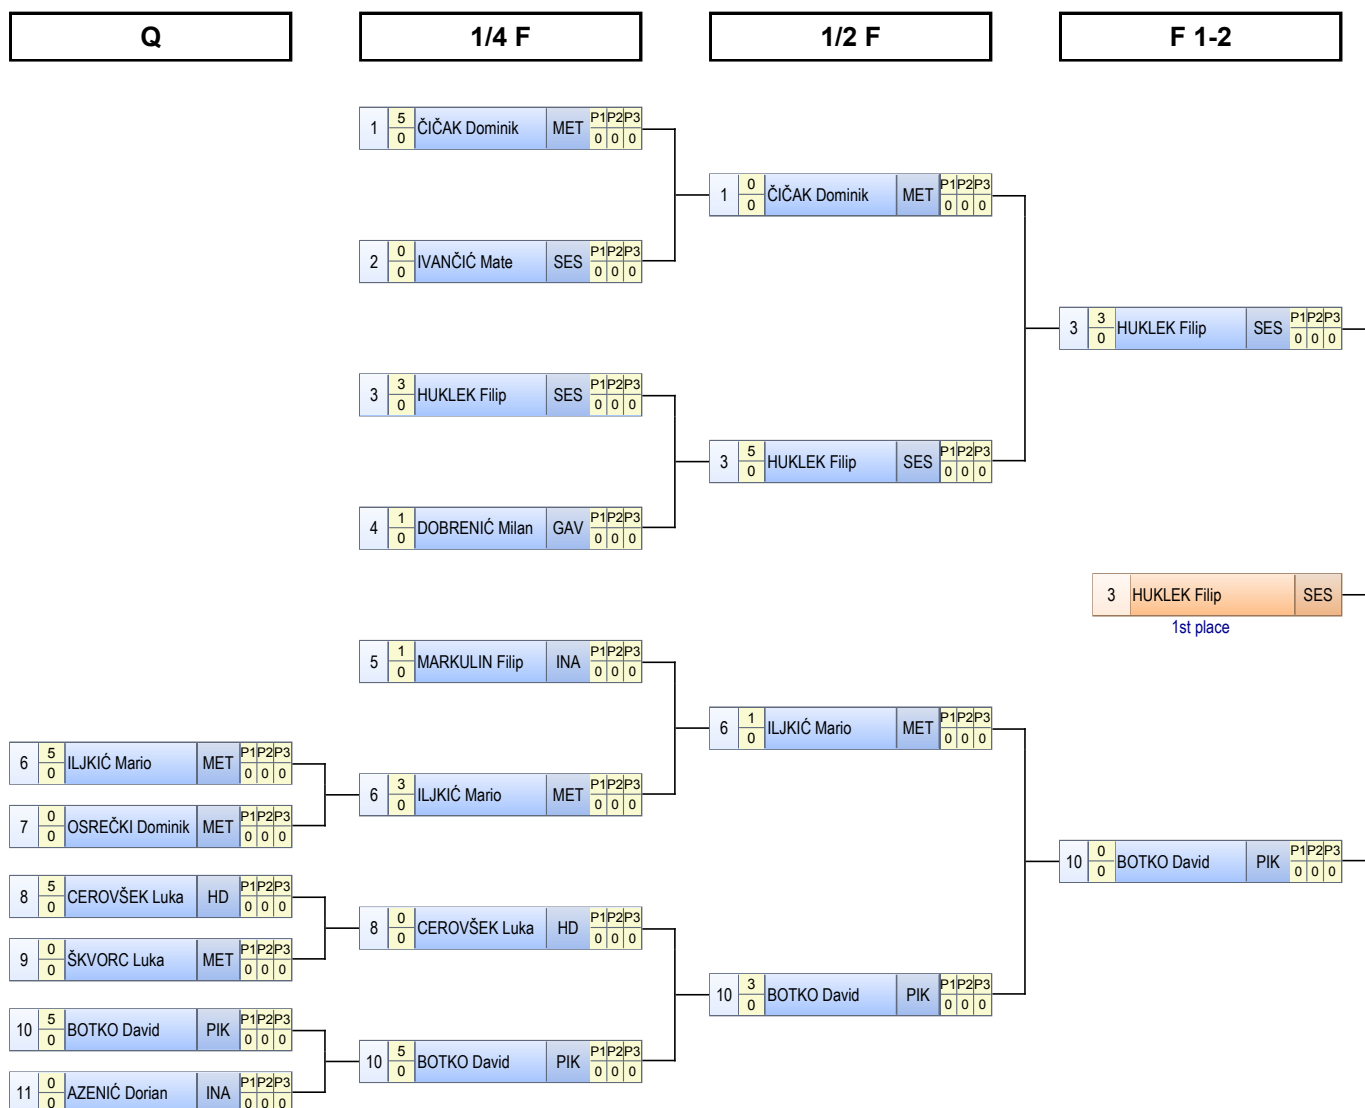 Q
1/4 F
1/2 F
F 1-2
1 5 ČIČAK Dominik MET P1 P2 P3
0 0 0 0
2 0 IVANČIĆ Mate SES P1 P2 P3
0 0 0 0
3 3 HUKLEK Filip SES P1 P2 P3
0 0 0 0
4 1 DOBRENIĆ Milan GAV P1 P2 P3
0 0 0 0
1 0 ČIČAK Dominik MET P1 P2 P3
0 0 0 0
3 5 HUKLEK Filip SES P1 P2 P3
0 0 0 0
3 3 HUKLEK Filip SES P1 P2 P3
0 0 0 0
3 HUKLEK Filip SES
1st place
5 1 MARKULIN Filip INA P1 P2 P3
0 0 0 0
6 5 ILJKIĆ Mario MET P1 P2 P3
0 0 0 0
7 0 OSREČKI Dominik MET P1 P2 P3
0 0 0 0
6 3 ILJKIĆ Mario MET P1 P2 P3
0 0 0 0
6 1 ILJKIĆ Mario MET P1 P2 P3
0 0 0 0
8 5 CEROVŠEK Luka HD P1 P2 P3
0 0 0 0
9 0 ŠKVORC Luka MET P1 P2 P3
0 0 0 0
8 0 CEROVŠEK Luka HD P1 P2 P3
0 0 0 0
10 5 BOTKO David PIK P1 P2 P3
0 0 0 0
11 0 AZENIĆ Dorian INA P1 P2 P3
0 0 0 0
10 5 BOTKO David PIK P1 P2 P3
0 0 0 0
10 3 BOTKO David PIK P1 P2 P3
0 0 0 0
10 0 BOTKO David PIK P1 P2 P3
0 0 0 0